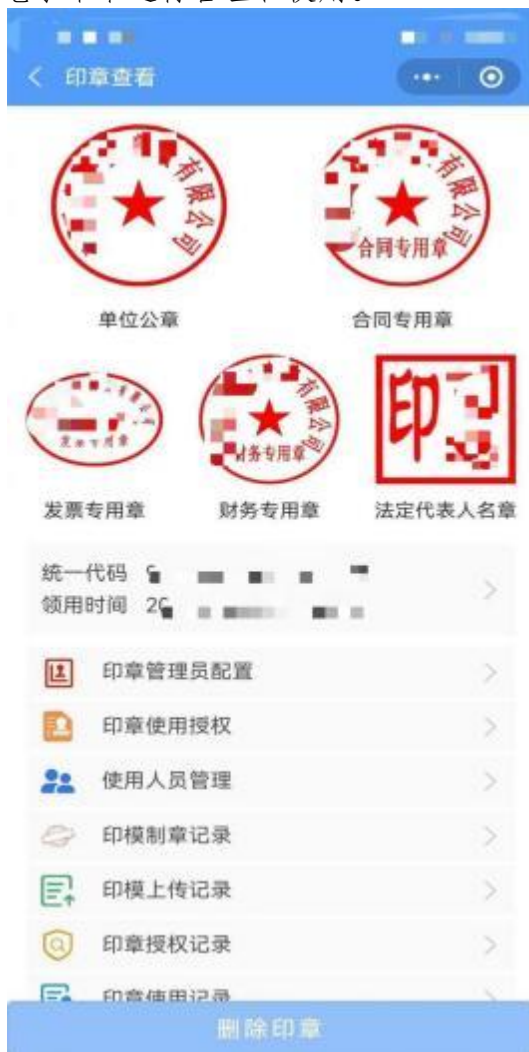 印章查看
有限公司
有限公司
合同专用章
单位公章
合同专用章
有限公司
财务专用章
印
发票专用章
财务专用章
法定代表人名章
统一代码
领用时间 20
印章管理员配置
印章使用授权
使用人员管理
印模制章记录
印模上传记录
印章授权记录
印章使用记录
删除印章